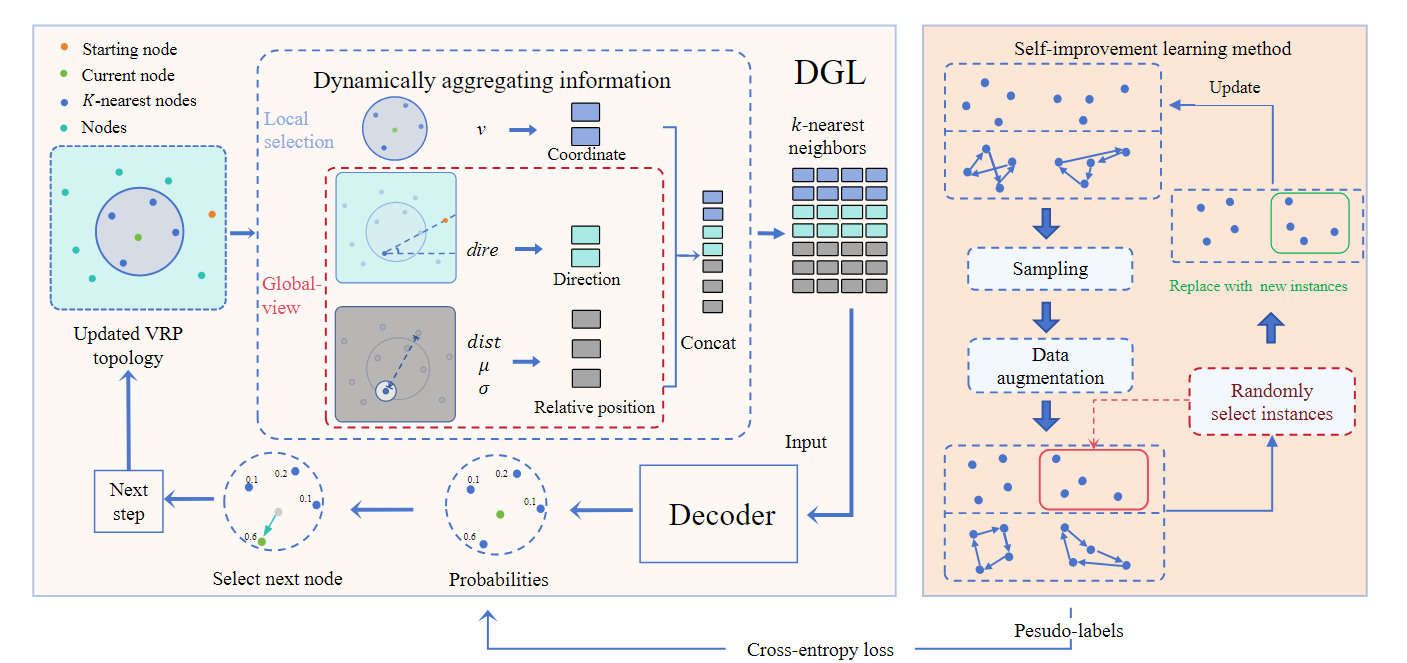 Starting node
Current node
K-nearest nodes
Nodes
Updated VRP
topology
Dynamically aggregating information
Local
selection
v
Coordinate
Global-
view
dire
Direction
dist
μ
σ
Relative position
Concat
DGL
k-nearest
neighbors
Input
Decoder
0.1
0.2
0.1
0.6
Probabilities
0.1
0.2
0.1
0.6
Select next node
Next
step
Self-improvement learning method
Update
Sampling
Data
augmentation
Replace with new instances
Randomly
select instances
Pesudo-labels
Cross-entropy loss